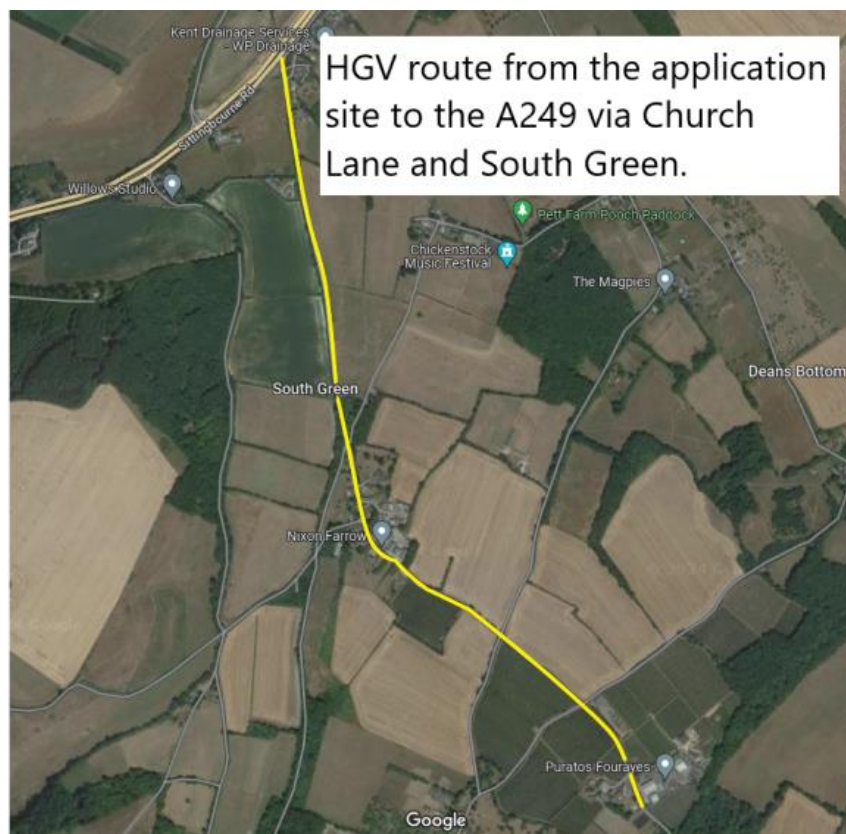 Kent Drainage Services
- WP Drainage
HGV route from the application
site to the A249 via Church
Lane and South Green.
Sittingbourne Rd
Willows Studio
Pett Farm Pooch Paddock
Chickenstock
Music Festival
The Magpies
Deans Bottom
South Green
Nixon Farrow
Puratos Fourayes
Google